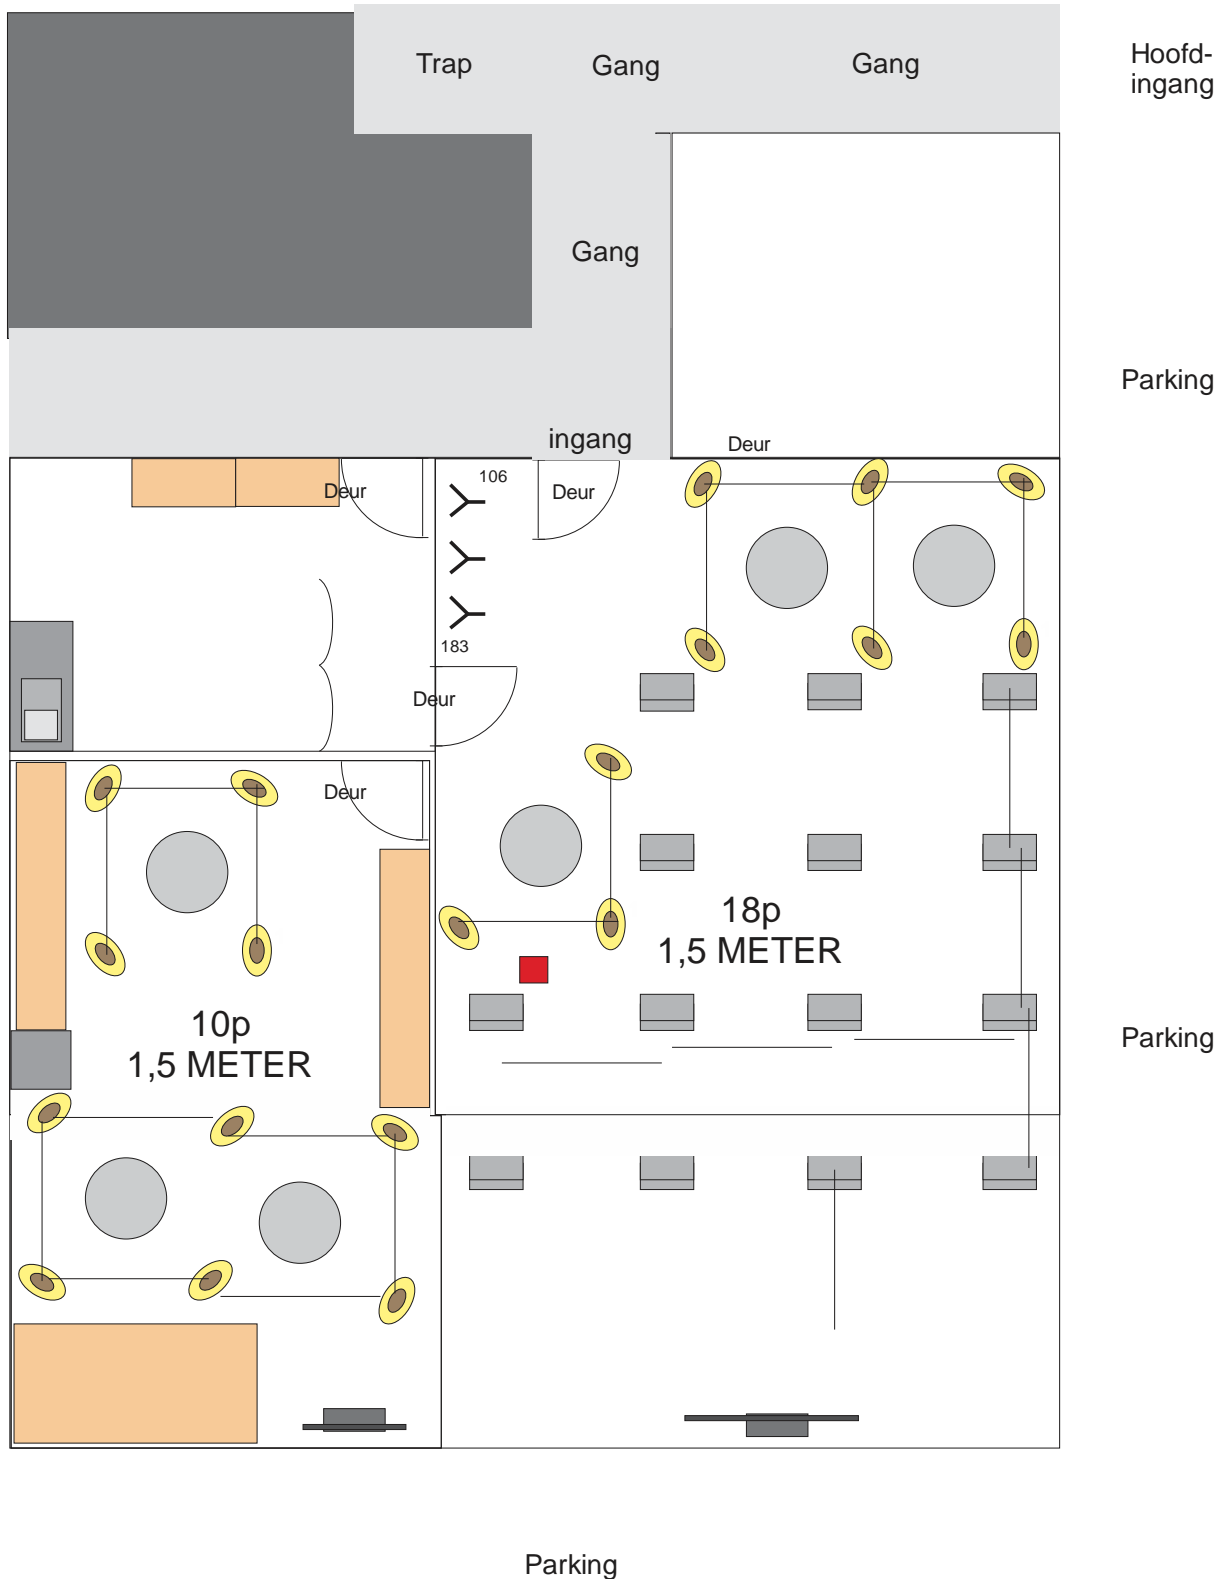 Trap
Gang
Gang
Hoofd-
ingang
Gang
Parking
ingang
Deur
Deur
106
Deur
183
Deur
Deur
18p
1,5 METER
10p
1,5 METER
Parking
Parking